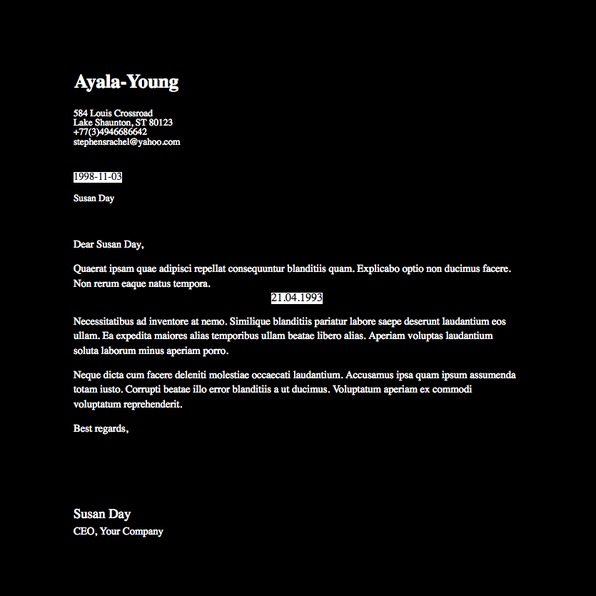 Ayala-Young
584 Louis Crossroad
Lake Shaunton, ST 80123
+77(3)4946686642
stephensrachel@yahoo.com
1998-11-03
Susan Day
Dear Susan Day,
Quaerat ipsam quae adipisci repellat consequuntur blanditiis quam. Explicabo optio non ducimus facere.
Non rerum eaque natus tempora.
21.04.1993
Necessitatibus ad inventore at nemo. Similique blanditiis pariatur labore saepe deserunt laudantium eos
ullam. Ea expedita maiores alias temporibus ullam beatae libero alias. Aperiam voluptas laudantium
soluta laborum minus aperiam porro.
Neque dicta cum facere deleniti molestiae occaecati laudantium. Accusamus ipsa quam ipsum assumenda
totam iusto. Corrupti beatae illo error blanditiis a ut ducimus. Voluptatum aperiam ex commodi
voluptatum reprehenderit.
Best regards,
Susan Day
CEO, Your Company